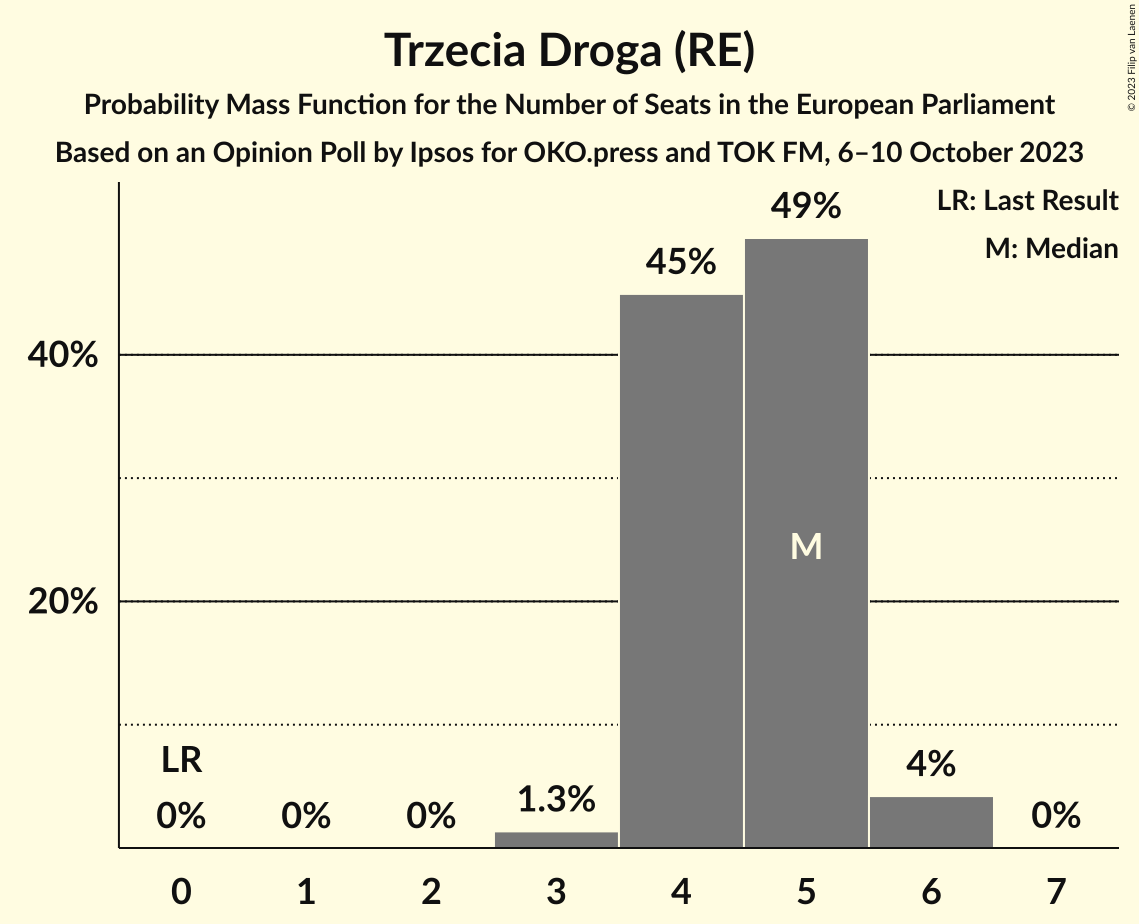 © 2023 Filip van Laenen
Trzecia Droga (RE)
Probability Mass Function for the Number of Seats in the European Parliament
Based on an Opinion Poll by Ipsos for OKO.press and TOK FM, 6–10 October 2023
LR: Last Result
M: Median
49%
45%
40%
M
20%
LR
0%
0%
0%
1.3%
4%
0%
0 1 2 3 4 5 6 7